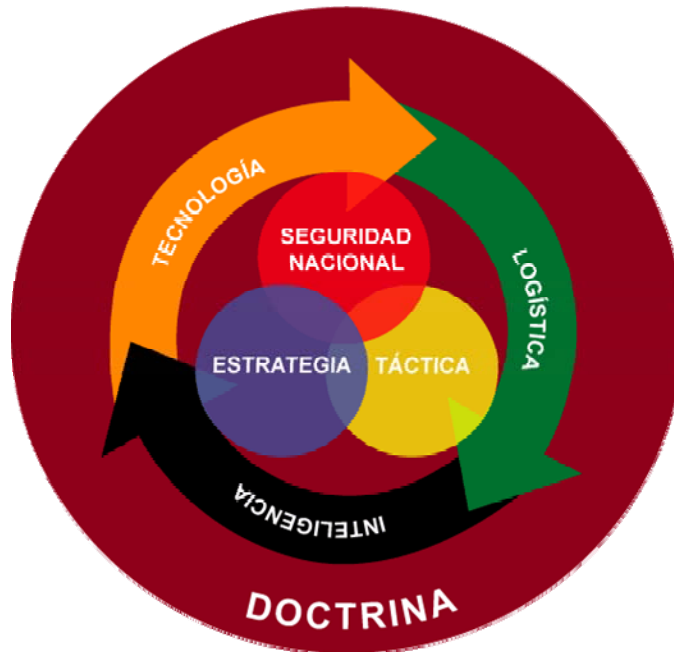 TECNOLOGÍA
LOGÍSTICA
SEGURIDAD
NACIONAL
ESTRATEGIA
TÁCTICA
INTELIGENCIA
DOCTRINA